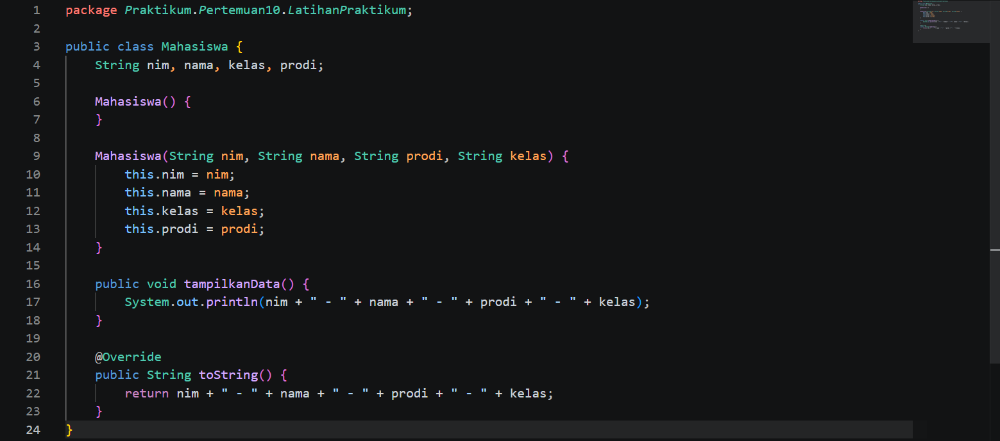 1 package Praktikum.Pertemuan10.LatihanPraktikum;
2
3 public class Mahasiswa {
4     String nim, nama, kelas, prodi;
5
6     Mahasiswa() {
7     }
8
9     Mahasiswa(String nim, String nama, String prodi, String kelas) {
10         this.nim = nim;
11         this.nama = nama;
12         this.kelas = kelas;
13         this.prodi = prodi;
14     }
15
16     public void tampilkanData() {
17         System.out.println(nim + " - " + nama + " - " + prodi + " - " + kelas);
18     }
19
20     @Override
21     public String toString() {
22         return nim + " - " + nama + " - " + prodi + " - " + kelas;
23     }
24 }